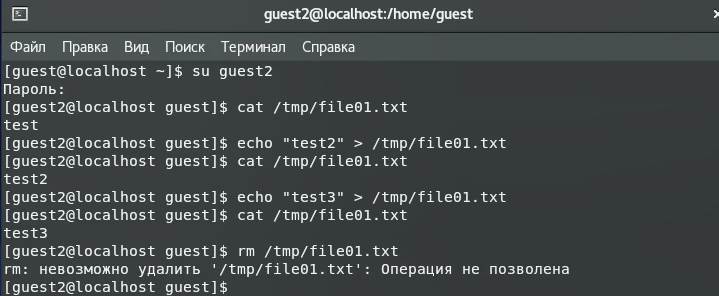 guest2@localhost:/home/guest
Файл Правка Вид Поиск Терминал Справка
[guest@localhost ~]$ su guest2
Пароль:
[guest2@localhost guest]$ cat /tmp/file01.txt
test
[guest2@localhost guest]$ echo "test2" > /tmp/file01.txt
[guest2@localhost guest]$ cat /tmp/file01.txt
test2
[guest2@localhost guest]$ echo "test3" > /tmp/file01.txt
[guest2@localhost guest]$ cat /tmp/file01.txt
test3
[guest2@localhost guest]$ rm /tmp/file01.txt
rm: невозможно удалить '/tmp/file01.txt': Операция не позволена
[guest2@localhost guest]$